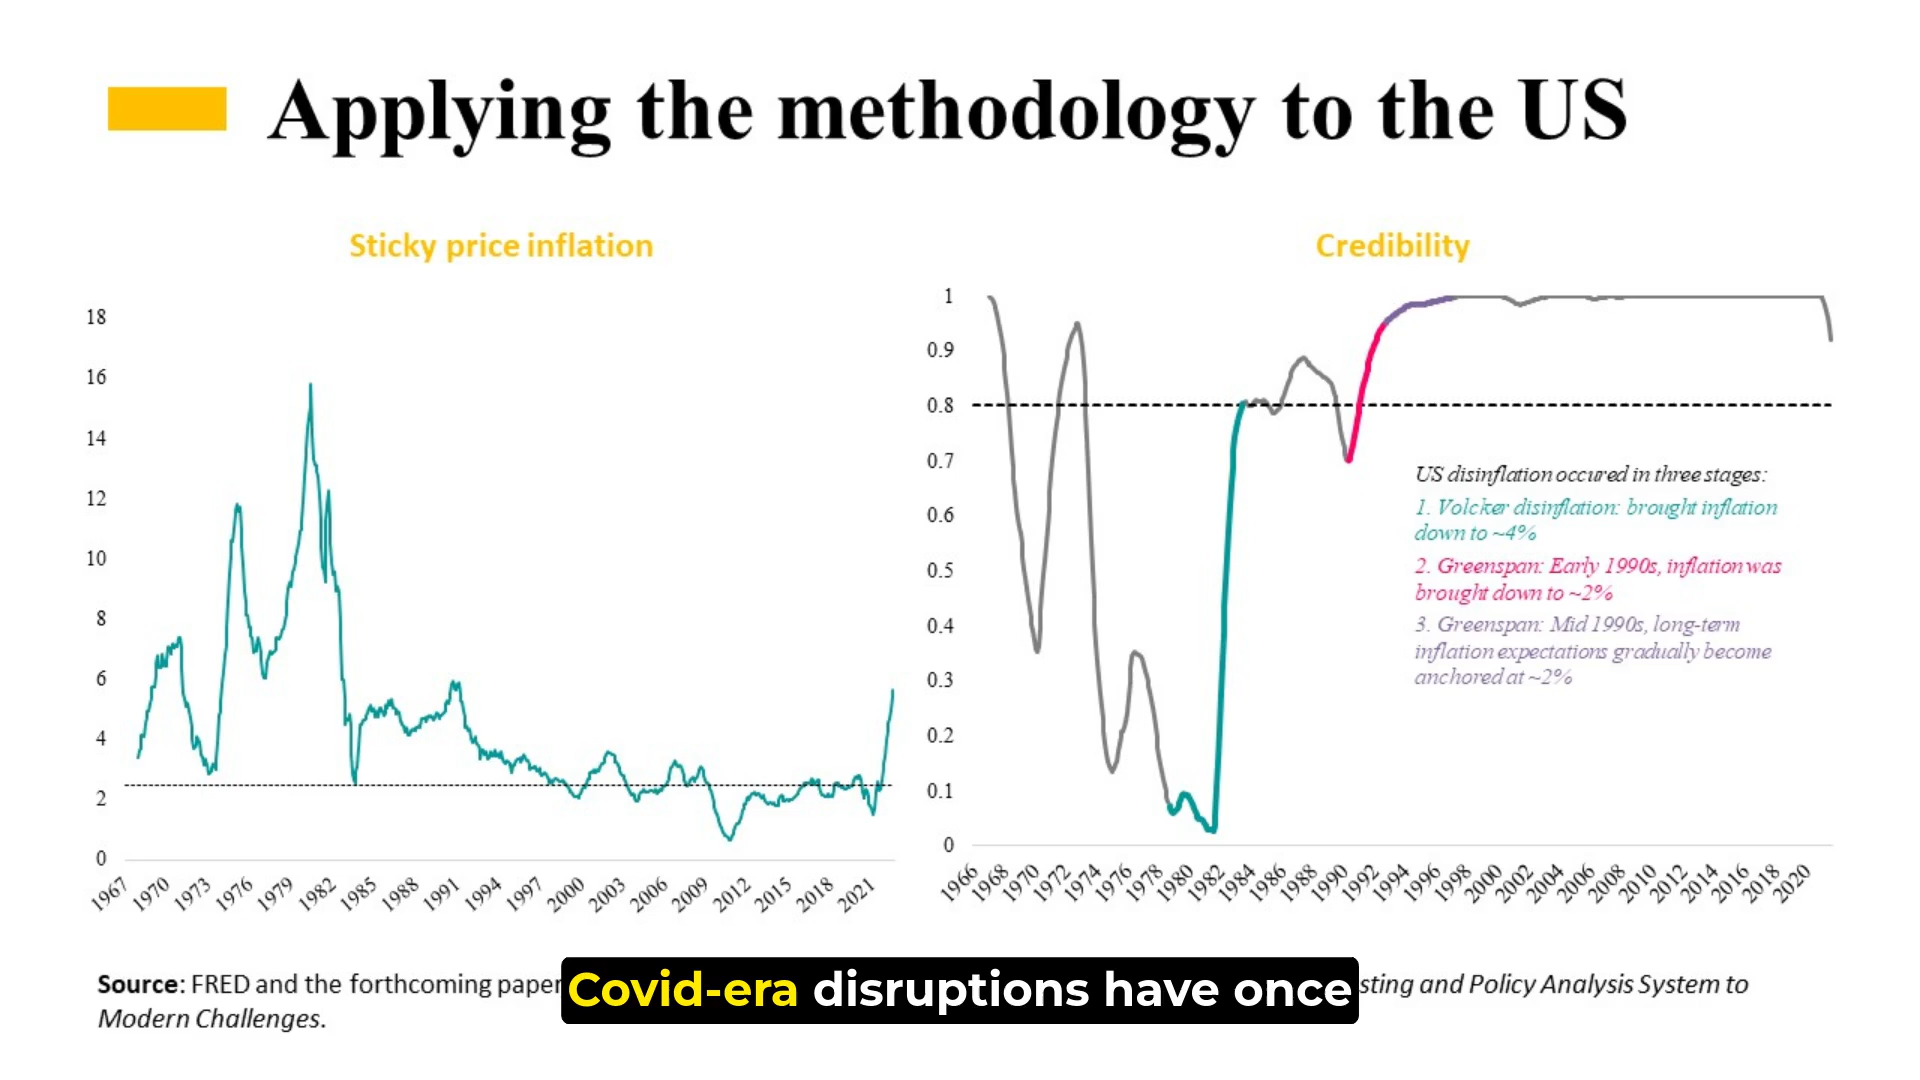 Applying the methodology to the US
Sticky price inflation
18
16
14
12
10
8
6
4
2
0
1967 1970 1973 1976 1979 1982 1985 1988 1991 1994 1997 2000 2003 2006 2009 2012 2015 2018 2021
Credibility
1
0.9
0.8
0.7
0.6
0.5
0.4
0.3
0.2
0.1
0
1966 1968 1970 1972 1974 1976 1978 1980 1982 1984 1986 1988 1990 1992 1994 1996 1998 2000 2002 2004 2006 2008 2010 2012 2014 2016 2018 2020
US disinflation occured in three stages:
1. Volcker disinflation: brought inflation
down to ~4%
2. Greenspan: Early 1990s, inflation was
brought down to ~2%
3. Greenspan: Mid 1990s, long-term
inflation expectations gradually become
anchored at ~2%
Source: FRED and the forthcoming paper
sting and Policy Analysis System to
Modern Challenges.
Covid-era disruptions have once